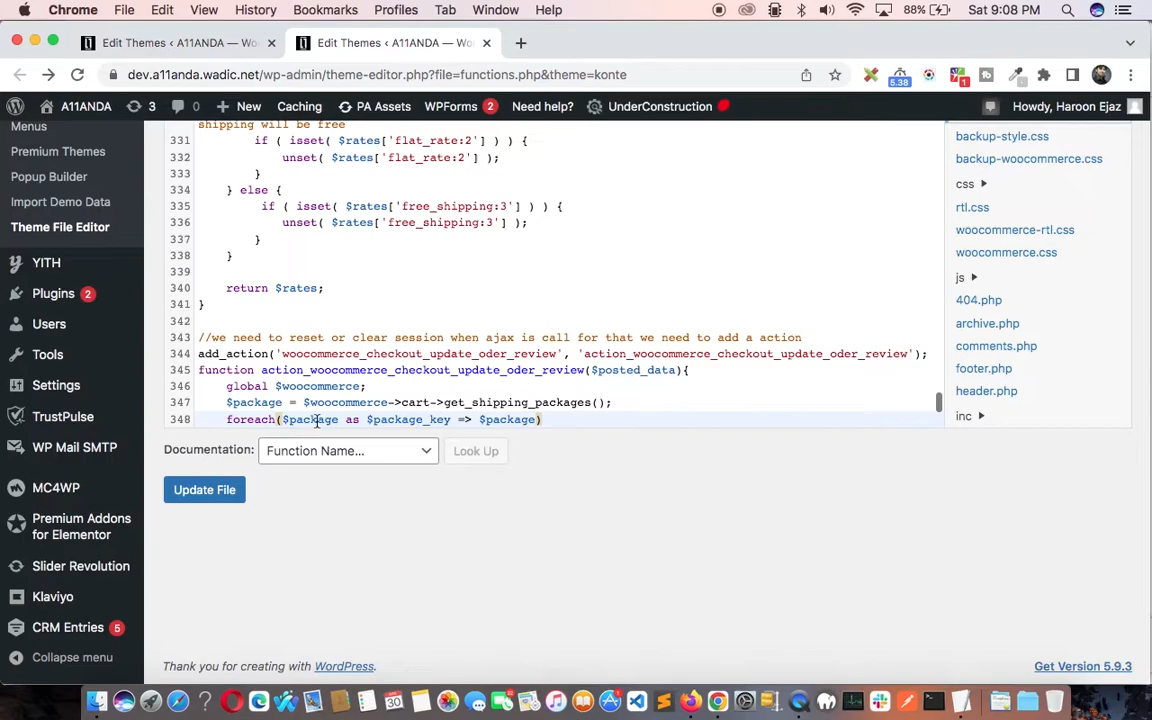 Chrome File Edit View History Bookmarks Profiles Tab Window Help 88% Sat 9:08 PM
Edit Themes ‹ A11ANDA — Wo
Edit Themes ‹ A11ANDA — Wo
dev.a11anda.wadic.net/wp-admin/theme-editor.php?file=functions.php&theme=konte
5.38
1
A11ANDA 3 0 New Caching PA Assets WPForms 2 Need help? UnderConstruction Howdy, Haroon Ejaz
Menus
Premium Themes
Popup Builder
Import Demo Data
Theme File Editor
YITH
Plugins 2
Users
Tools
Settings
TrustPulse
WP Mail SMTP
MC4WP
Premium Addons
for Elementor
Slider Revolution
Klaviyo
CRM Entries 5
Collapse menu
shipping will be free
331 if ( isset( $rates['flat_rate:2'] ) ) {
332 unset( $rates['flat_rate:2'] );
333 }
334 } else {
335 if ( isset( $rates['free_shipping:3'] ) ) {
336 unset( $rates['free_shipping:3'] );
337 }
338 }
339
340 return $rates;
341 }
342
343 //we need to reset or clear session when ajax is call for that we need to add a action
344 add_action('woocommerce_checkout_update_oder_review', 'action_woocommerce_checkout_update_oder_review');
345 function action_woocommerce_checkout_update_oder_review($posted_data){
346 global $woocommerce;
347 $package = $woocommerce->cart->get_shipping_packages();
348 foreach($package as $package_key => $package)
backup-style.css
backup-woocommerce.css
css
rtl.css
woocommerce-rtl.css
woocommerce.css
js
404.php
archive.php
comments.php
footer.php
header.php
inc
Documentation: Function Name... Look Up
Update File
Thank you for creating with WordPress.
Get Version 5.9.3